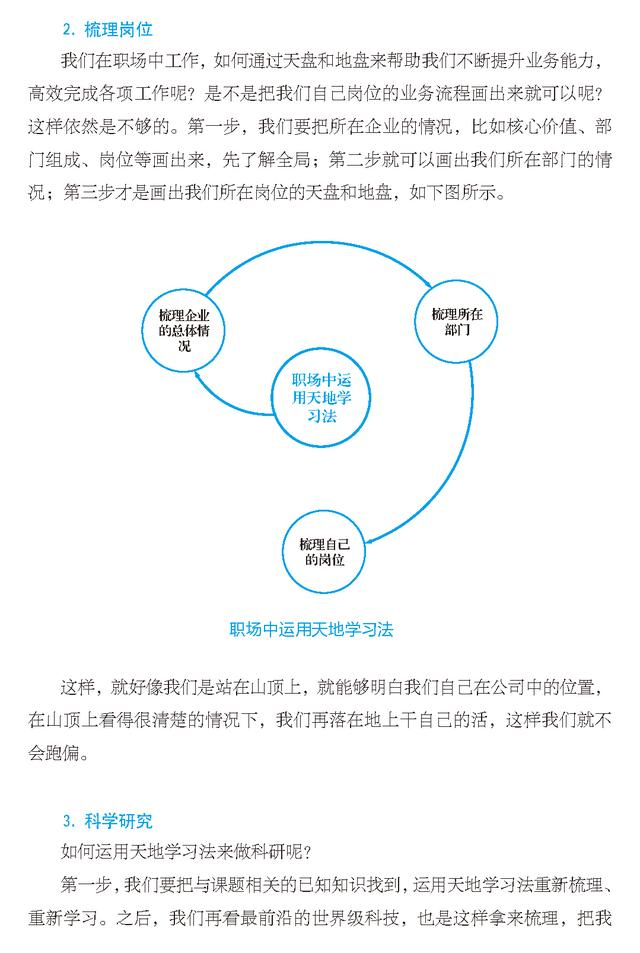 2. 梳理岗位
我们在职场中工作，如何通过天盘和地盘来帮助我们不断提升业务能力，
高效完成各项工作呢？是不是把我们自己岗位的业务流程画出来就可以呢？
这样依然是不够的。第一步，我们要把所在企业的情况，比如核心价值、部
门组成、岗位等画出来，先了解全局；第二步就可以画出我们所在部门的情
况；第三步才是画出我们所在岗位的天盘和地盘，如下图所示。
梳理企业
的总体情
况
梳理所在
部门
职场中运
用天地学
习法
梳理自己
的岗位
职场中运用天地学习法
这样，就好像我们是站在山顶上，就能够明白我们自己在公司中的位置，
在山顶上看得很清楚的情况下，我们再落在地上干自己的活，这样我们就不
会跑偏。
3. 科学研究
如何运用天地学习法来做科研呢？
第一步，我们要把与课题相关的已知知识找到，运用天地学习法重新梳理、
重新学习。之后，我们再看最前沿的世界级科技，也是这样拿来梳理，把我